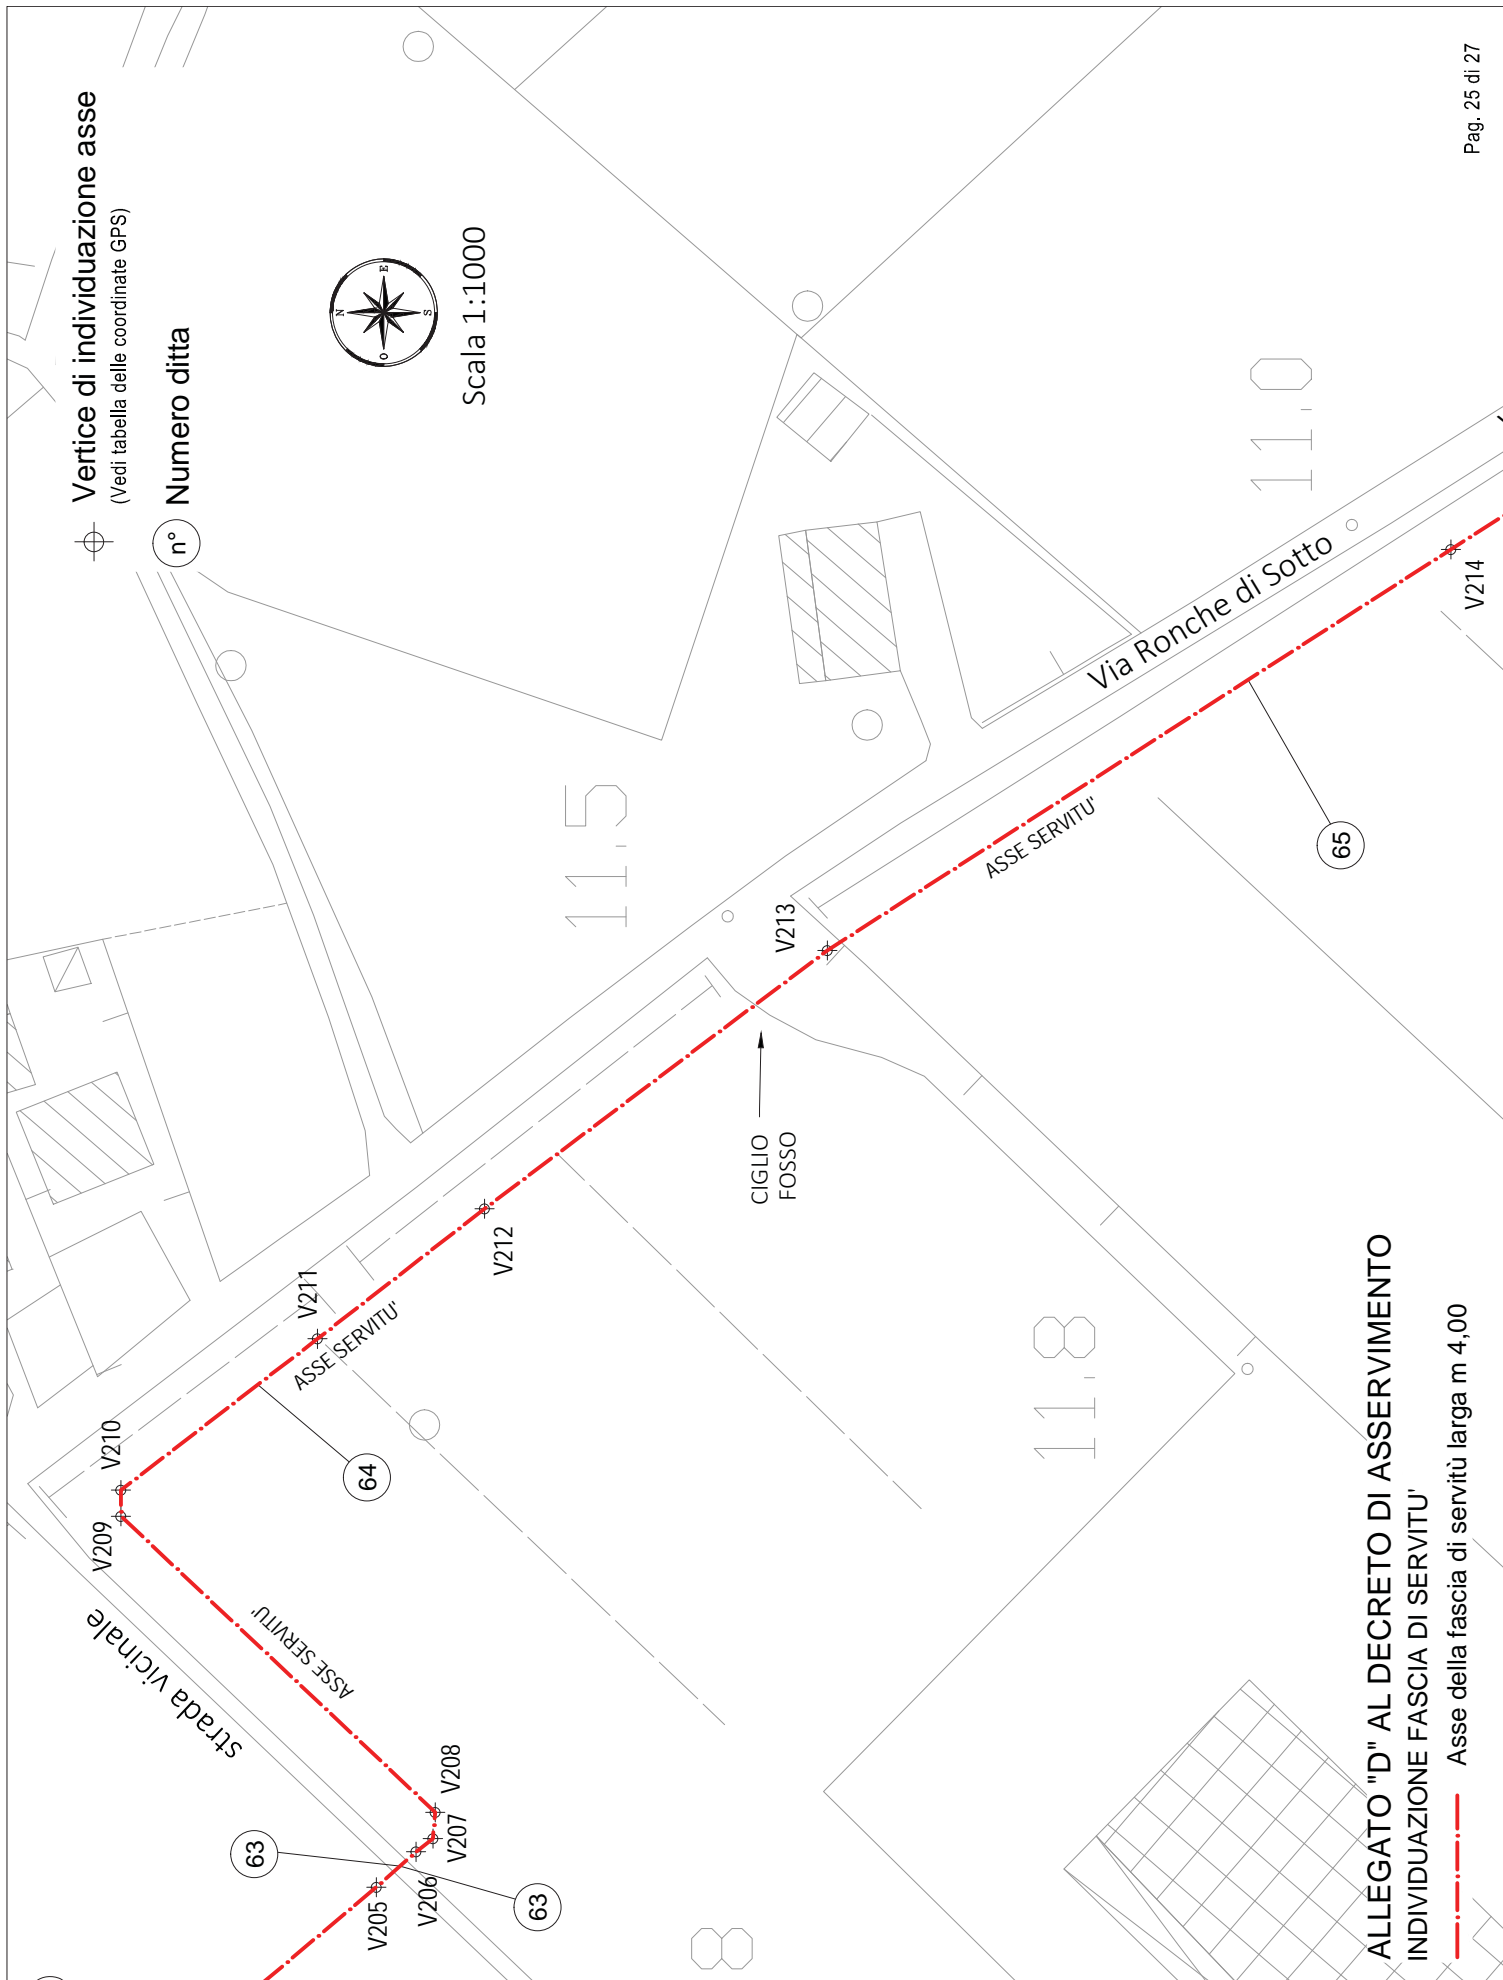 Vertice di individuazione asse
(Vedi tabella delle coordinate GPS)
n° Numero ditta
N
E
S
O
Scala 1:1000
Pag. 25 di 27
strada vicinale
ASSE SERVITU'
63
63
V205
V206
V207
V208
V209
V210
64
V211
ASSE SERVITU'
V212
CIGLIO
FOSSO
V213
ASSE SERVITU'
65
Via Ronche di Sotto
V214
11.5
11.0
11.8
8
ALLEGATO "D" AL DECRETO DI ASSERVIMENTO
INDIVIDUAZIONE FASCIA DI SERVITU'
Asse della fascia di servitù larga m 4,00